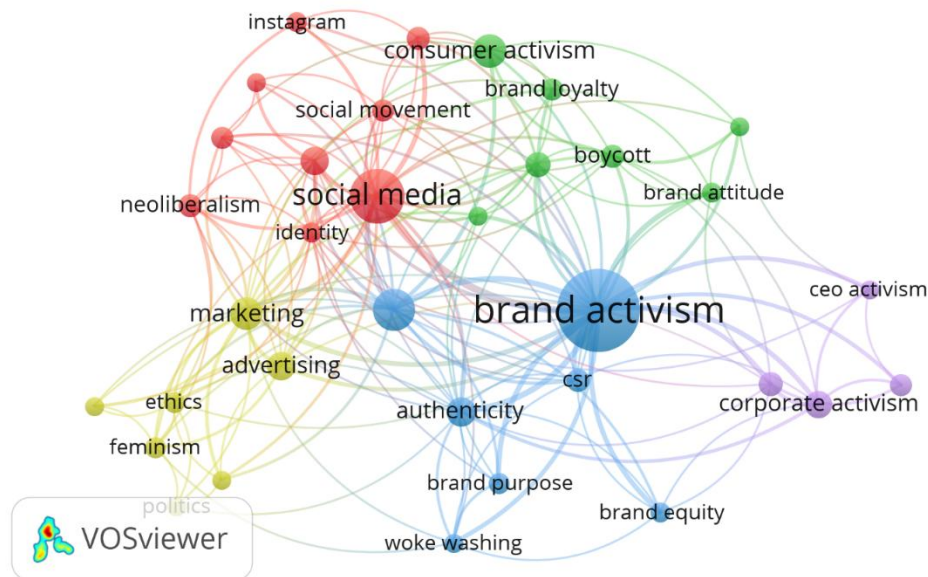 instagram
consumer activism
brand loyalty
social movement
boycott
social media
brand attitude
neoliberalism
identity
ceo activism
marketing
brand activism
advertising
csr
ethics
authenticity
corporate activism
feminism
brand purpose
politics
brand equity
VOSviewer
woke washing